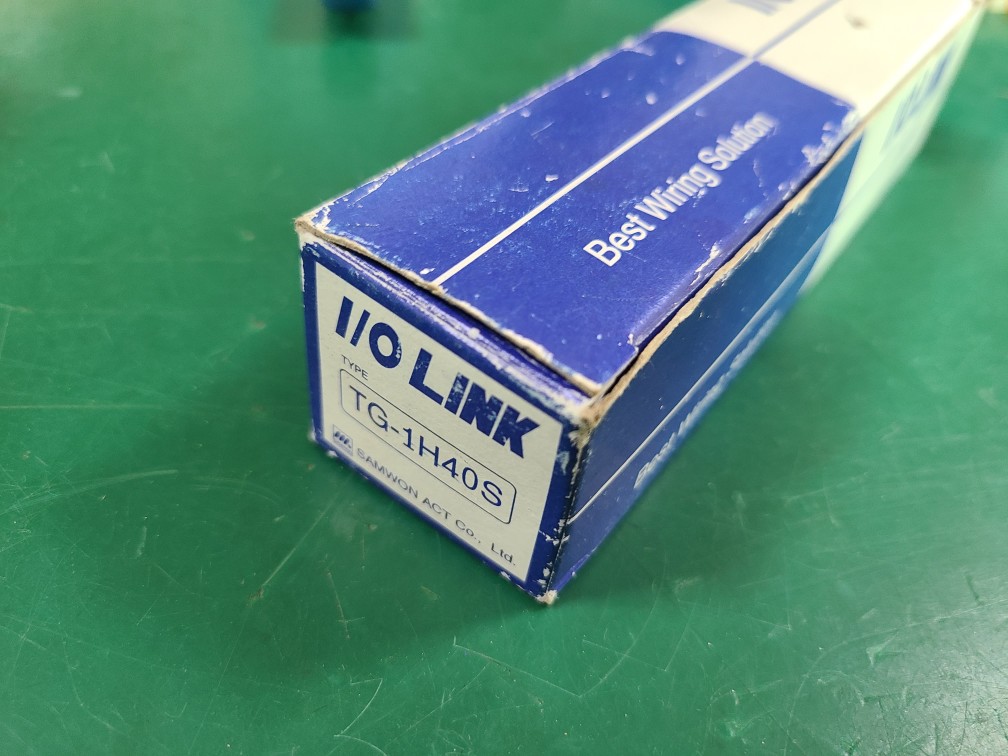 Best Wiring Solution
I/O LINK
TYPE
TG-1H40S
SAMWON ACT Co., Ltd.